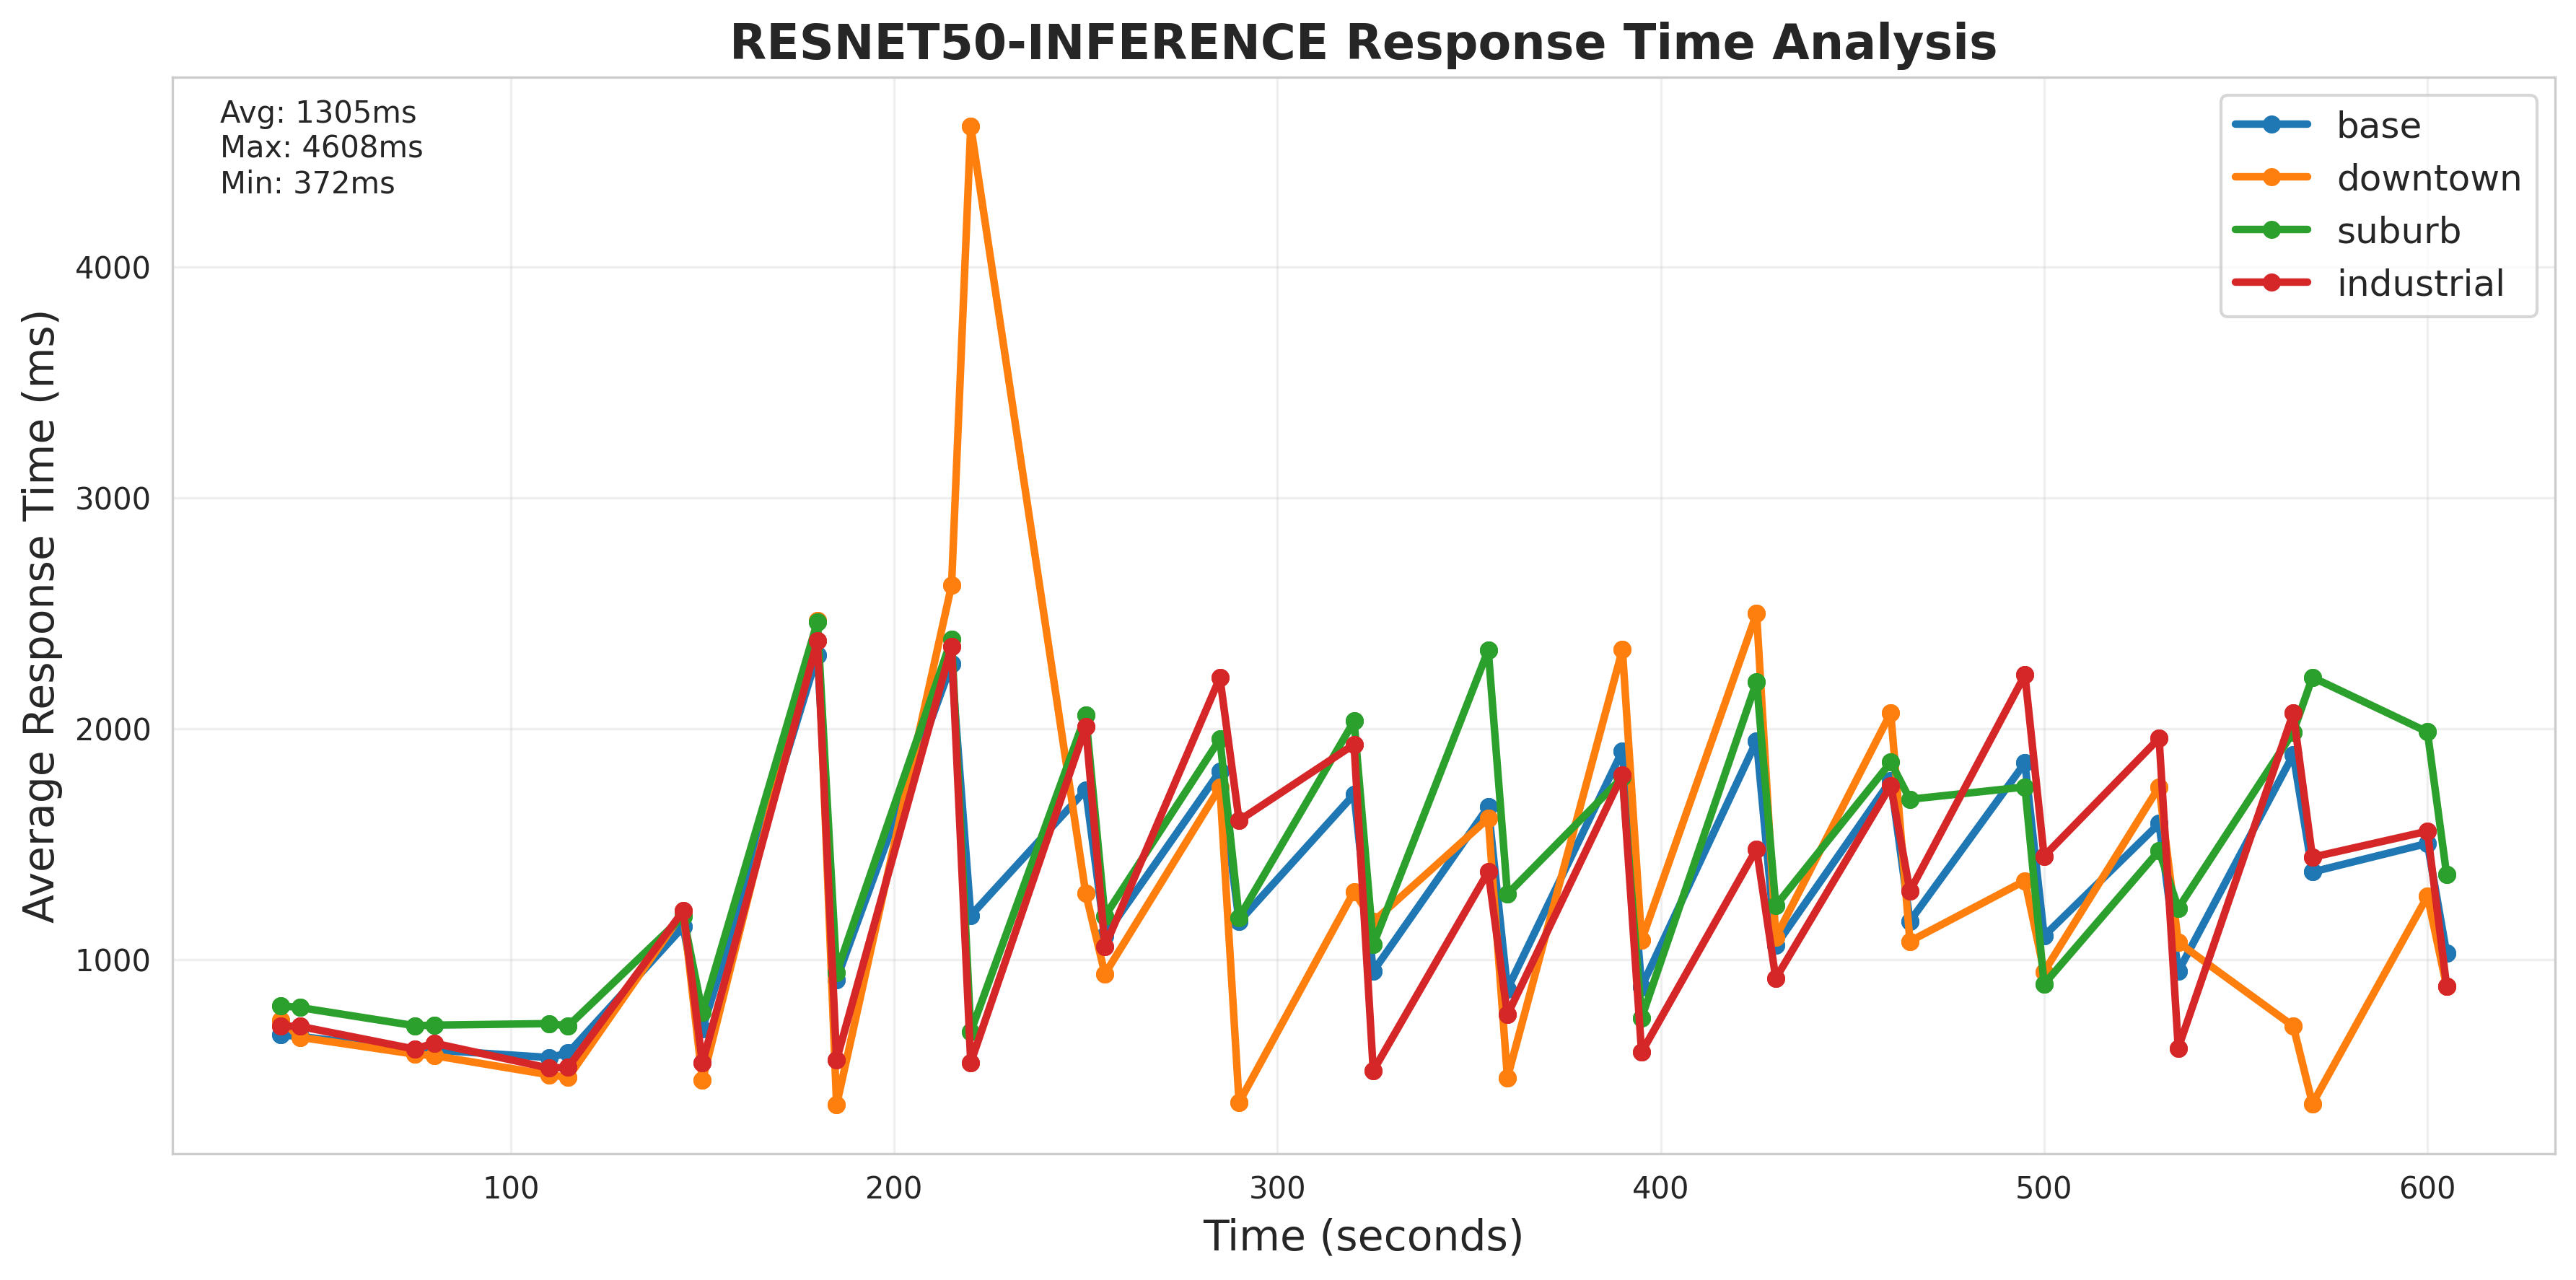 RESNET50-INFERENCE Response Time Analysis
Avg: 1305ms
Max: 4608ms
Min: 372ms
base
downtown
suburb
industrial
Average Response Time (ms)
4000
3000
2000
1000
100
200
300
400
500
600
Time (seconds)